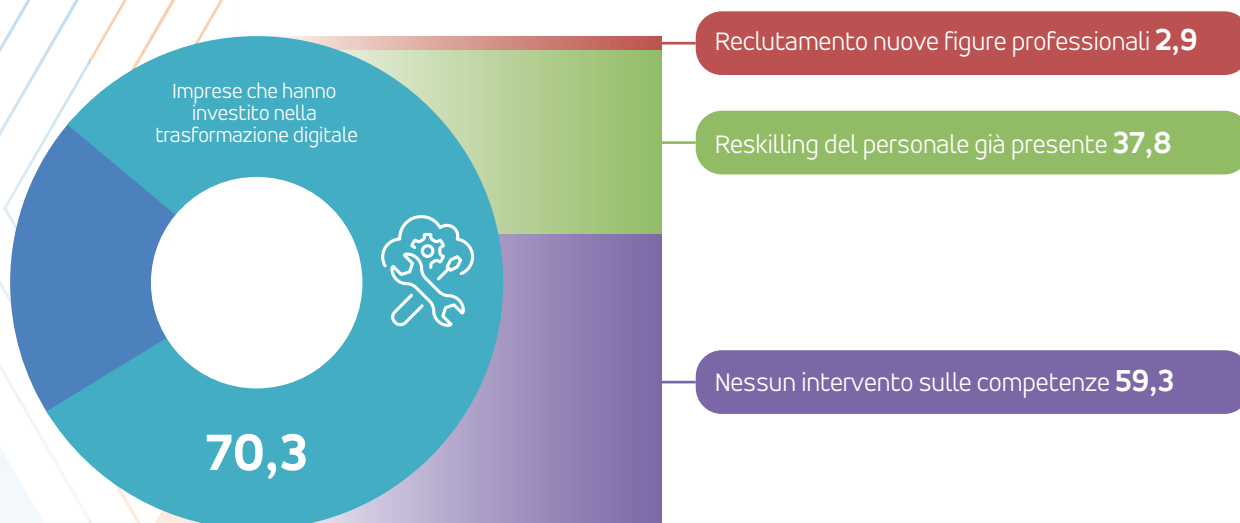 Imprese che hanno
investito nella
trasformazione digitale
70,3
Reclutamento nuove figure professionali 2,9
Reskilling del personale già presente 37,8
Nessun intervento sulle competenze 59,3